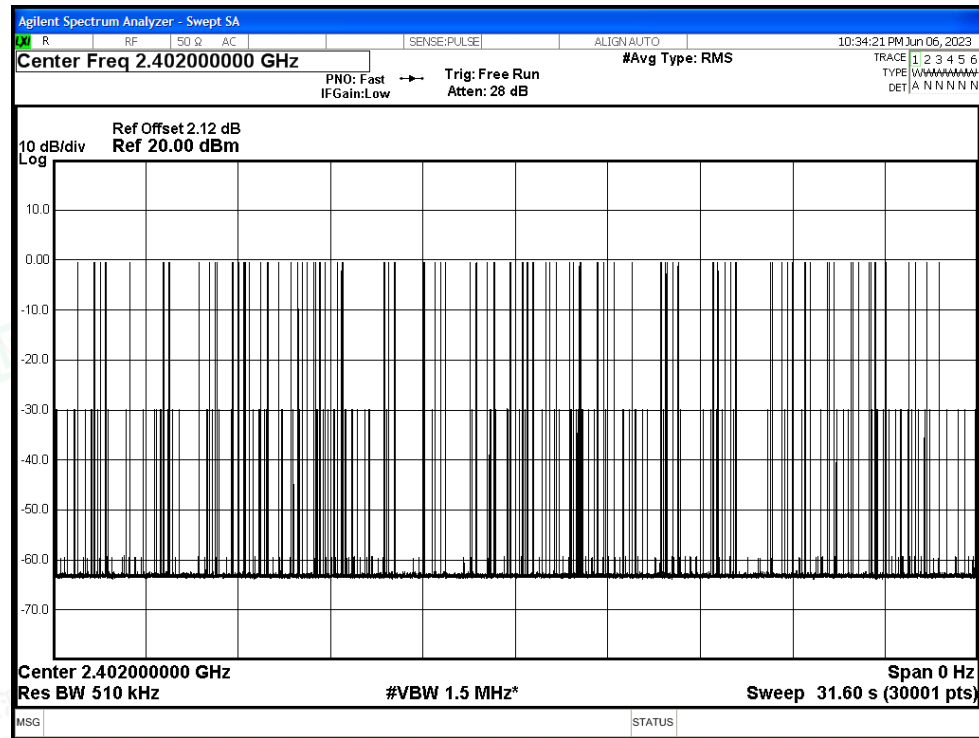 Agilent Spectrum Analyzer - Swept SA
LXI R RF 50 Ω AC SENSE:PULSE ALIGN AUTO 10:34:21 PM Jun 06, 2023
Center Freq 2.402000000 GHz #Avg Type: RMS TRACE 1 2 3 4 5 6
PNO: Fast Trig: Free Run TYPE WWWWWW
IFGain:Low Atten: 28 dB DET A N N N N N
Ref Offset 2.12 dB
10 dB/div Ref 20.00 dBm
Log
10.0
0.00
-10.0
-20.0
-30.0
-40.0
-50.0
-60.0
-70.0
Center 2.402000000 GHz Span 0 Hz
Res BW 510 kHz #VBW 1.5 MHz* Sweep 31.60 s (30001 pts)
MSG STATUS